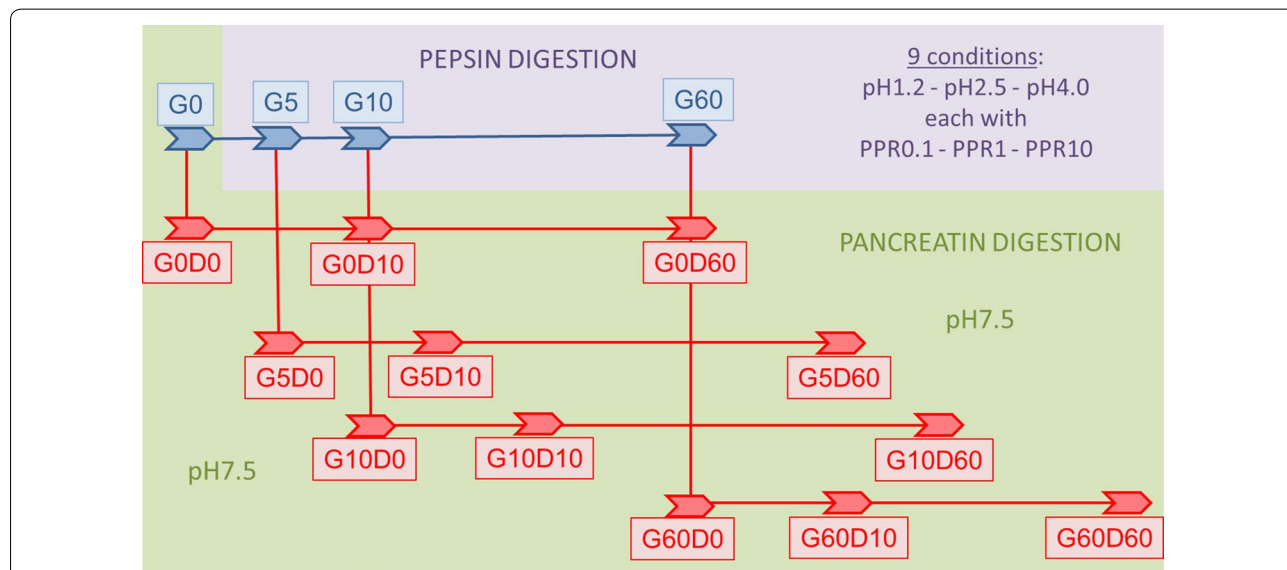 PEPSIN DIGESTION
9 conditions:
pH1.2 - pH2.5 - pH4.0
each with
PPR0.1 - PPR1 - PPR10
G0
G5
G10
G60
G0D0
G0D10
G0D60
PANCREATIN DIGESTION
pH7.5
G5D0
G5D10
G5D60
G10D0
G10D10
G10D60
pH7.5
G60D0
G60D10
G60D60